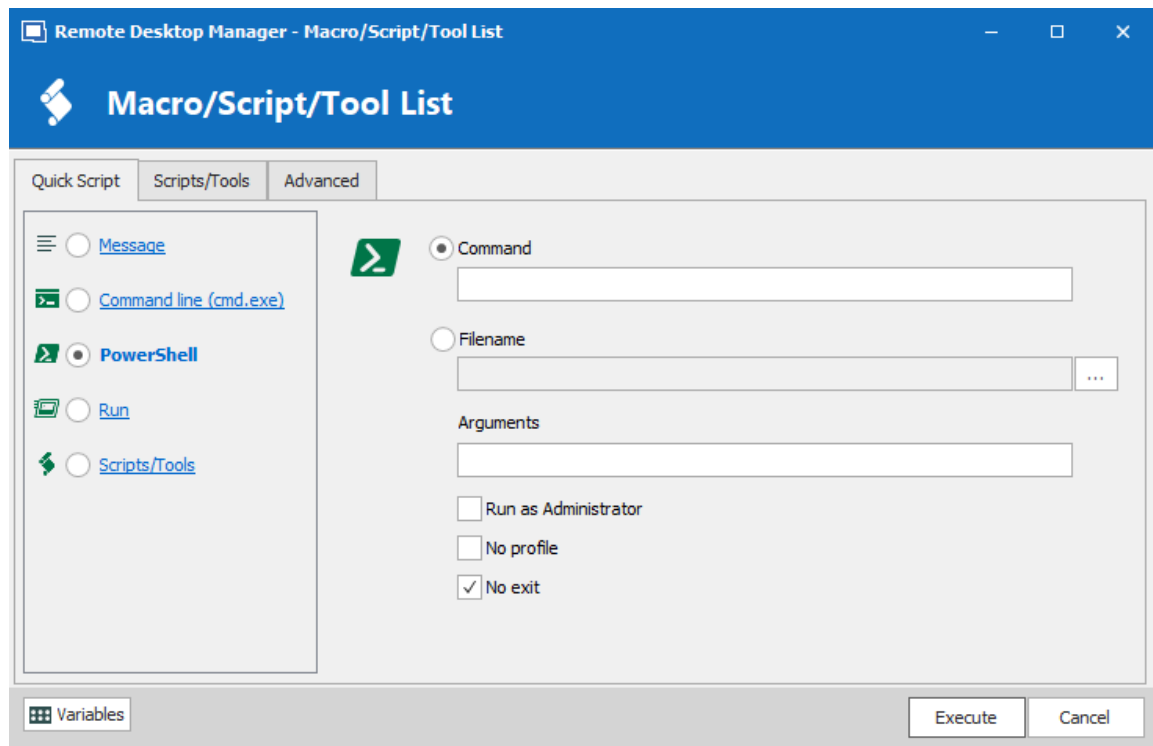 Remote Desktop Manager - Macro/Script/Tool List
Macro/Script/Tool List
Quick Script
Scripts/Tools
Advanced
Message
Command line (cmd.exe)
PowerShell
Run
Scripts/Tools
Command
Filename
...
Arguments
Run as Administrator
No profile
No exit
Variables
Execute
Cancel